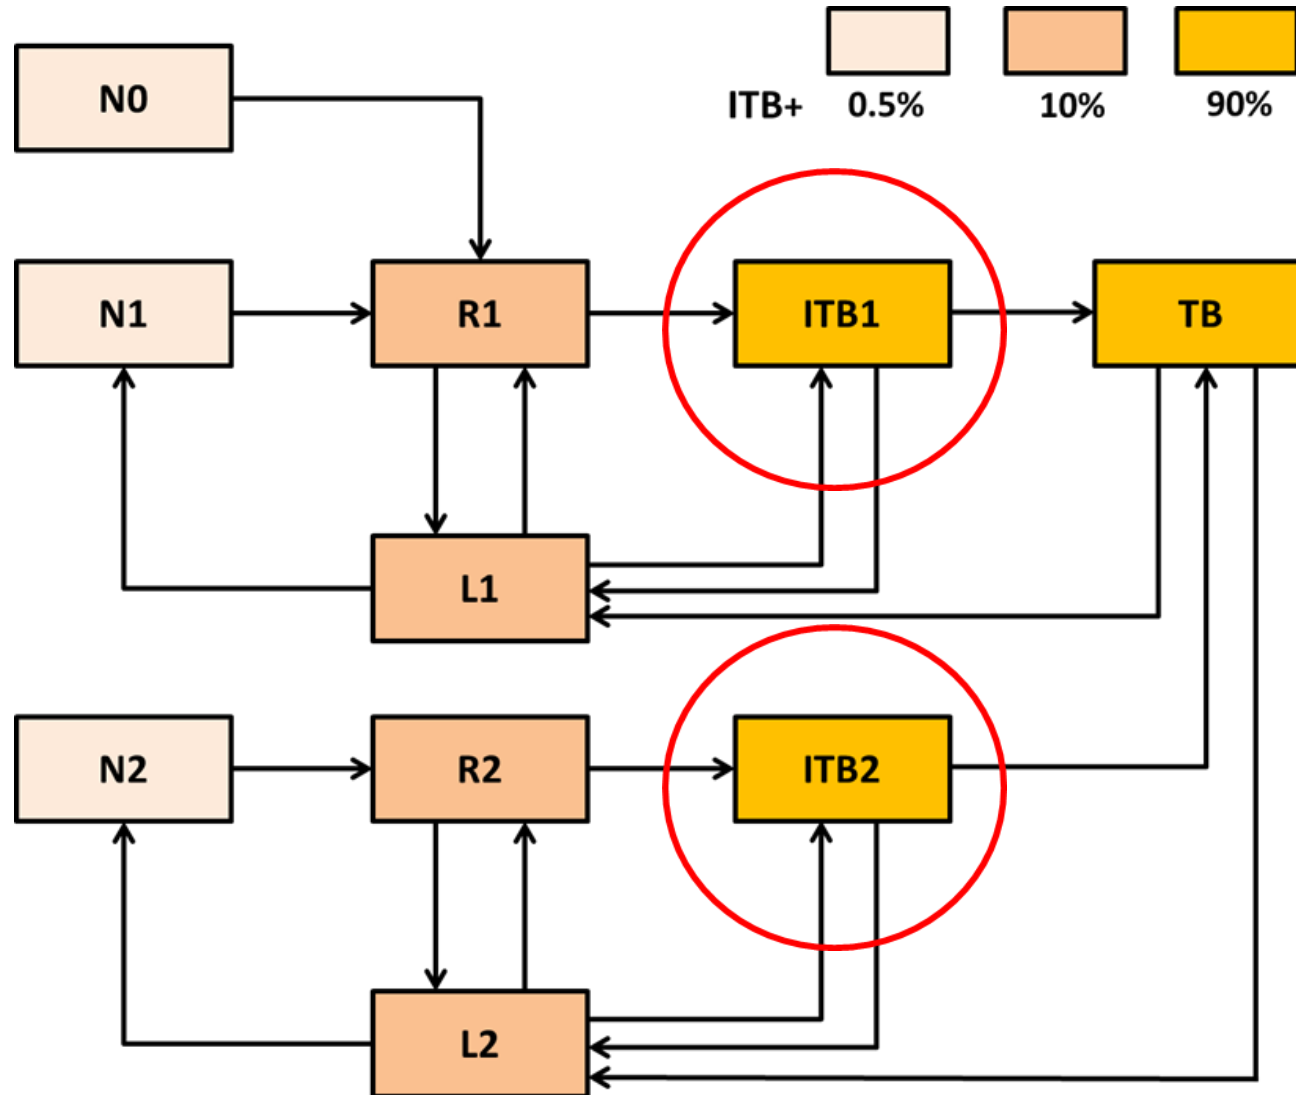 N0
ITB+ 0.5% 10% 90%
N1 R1 ITB1 TB
L1
N2 R2 ITB2
L2